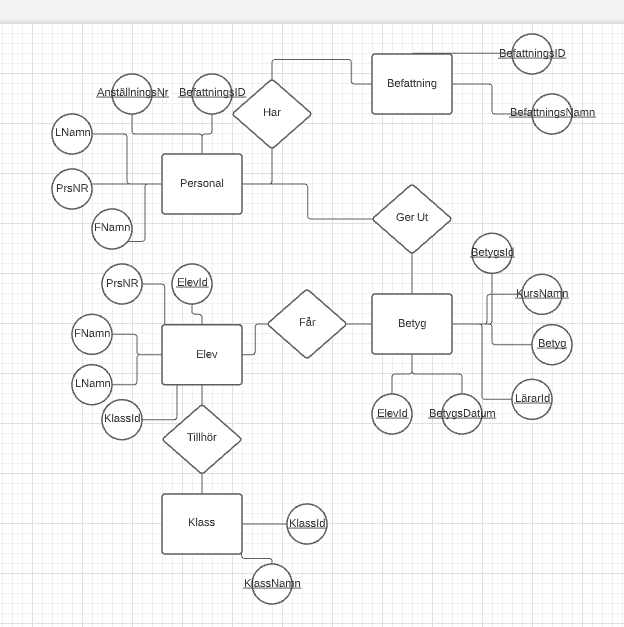 BefattningsID
AnställningsNr
BefattningsID
Befattning
Har
BefattningsNamn
LNamn
PrsNR
Personal
FNamn
Ger Ut
BetygsId
PrsNR
ElevId
KursNamn
FNamn
Elev
Får
Betyg
Betyg
LNamn
KlassId
ElevId
BetygsDatum
LärarId
Tillhör
Klass
KlassId
KlassNamn